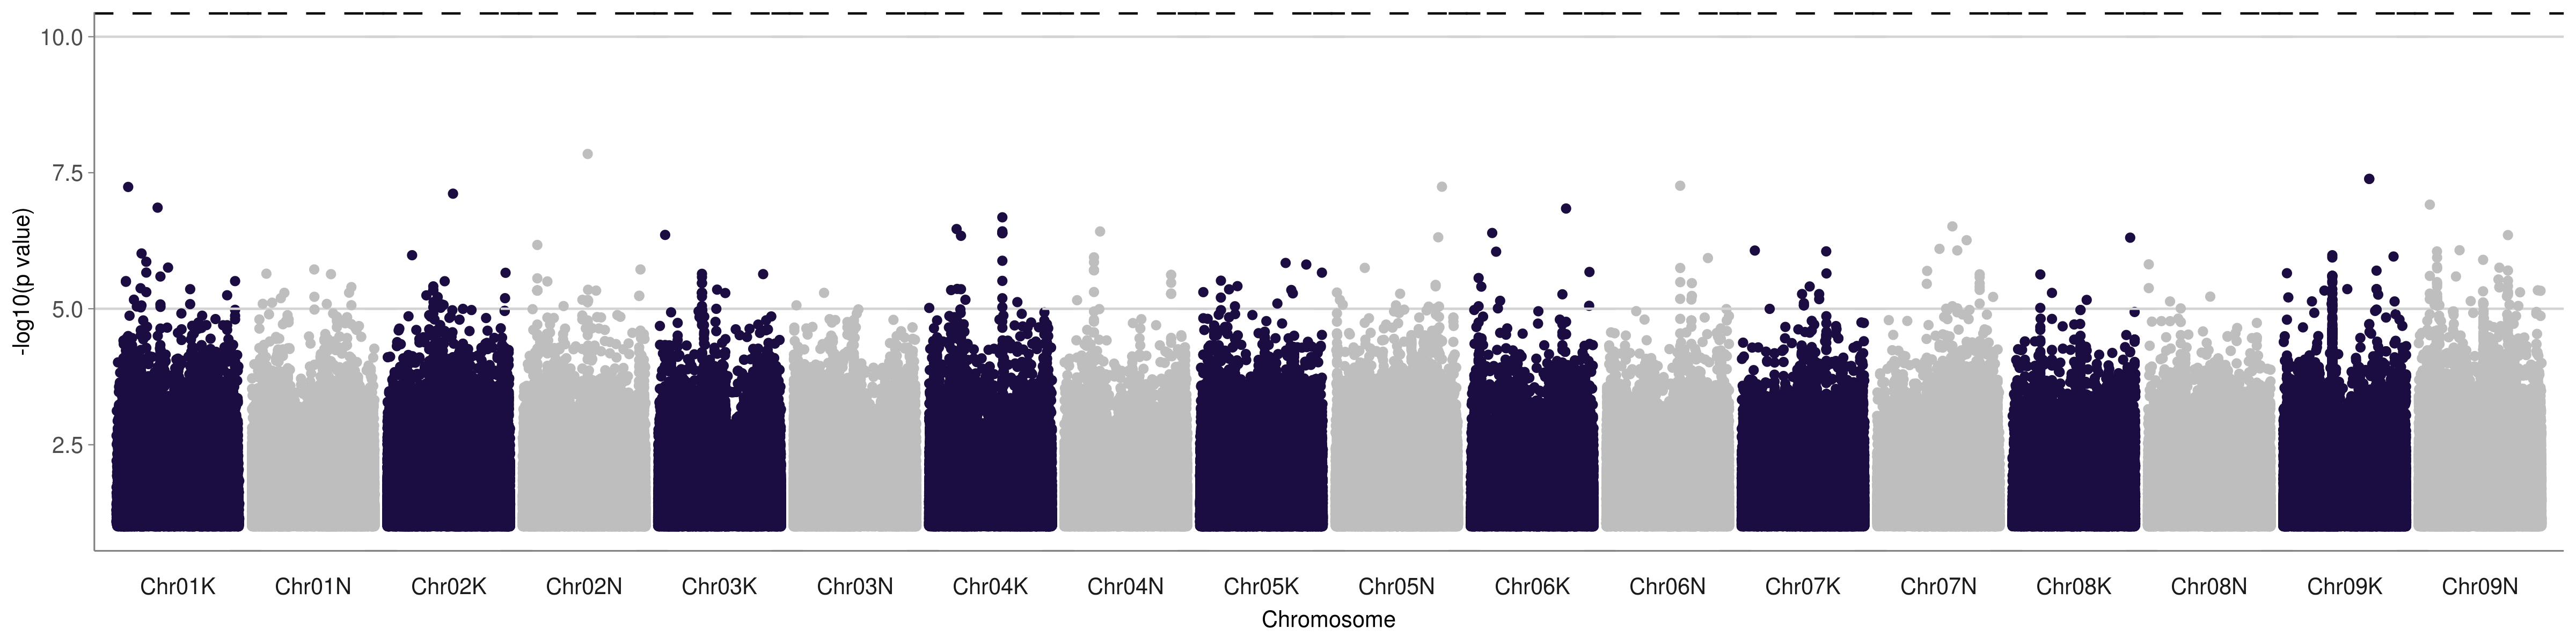 10.0
7.5
5.0
2.5
-log10(p value)
Chr01K Chr01N Chr02K Chr02N Chr03K Chr03N Chr04K Chr04N Chr05K Chr05N Chr06K Chr06N Chr07K Chr07N Chr08K Chr08N Chr09K Chr09N
Chromosome